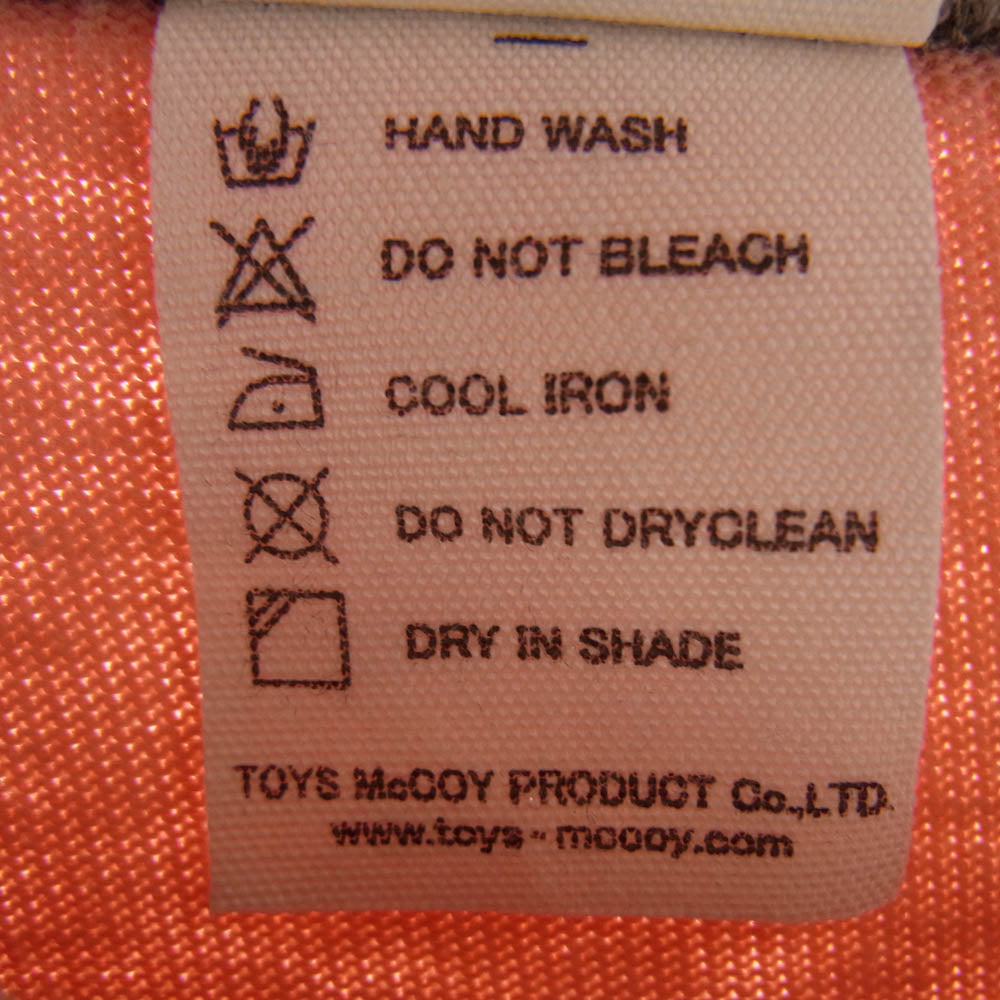 HAND WASH
DO NOT BLEACH
COOL IRON
DO NOT DRYCLEAN
DRY IN SHADE
TOYS McCOY PRODUCT Co.,LTD.
www.toys-mccoy.com